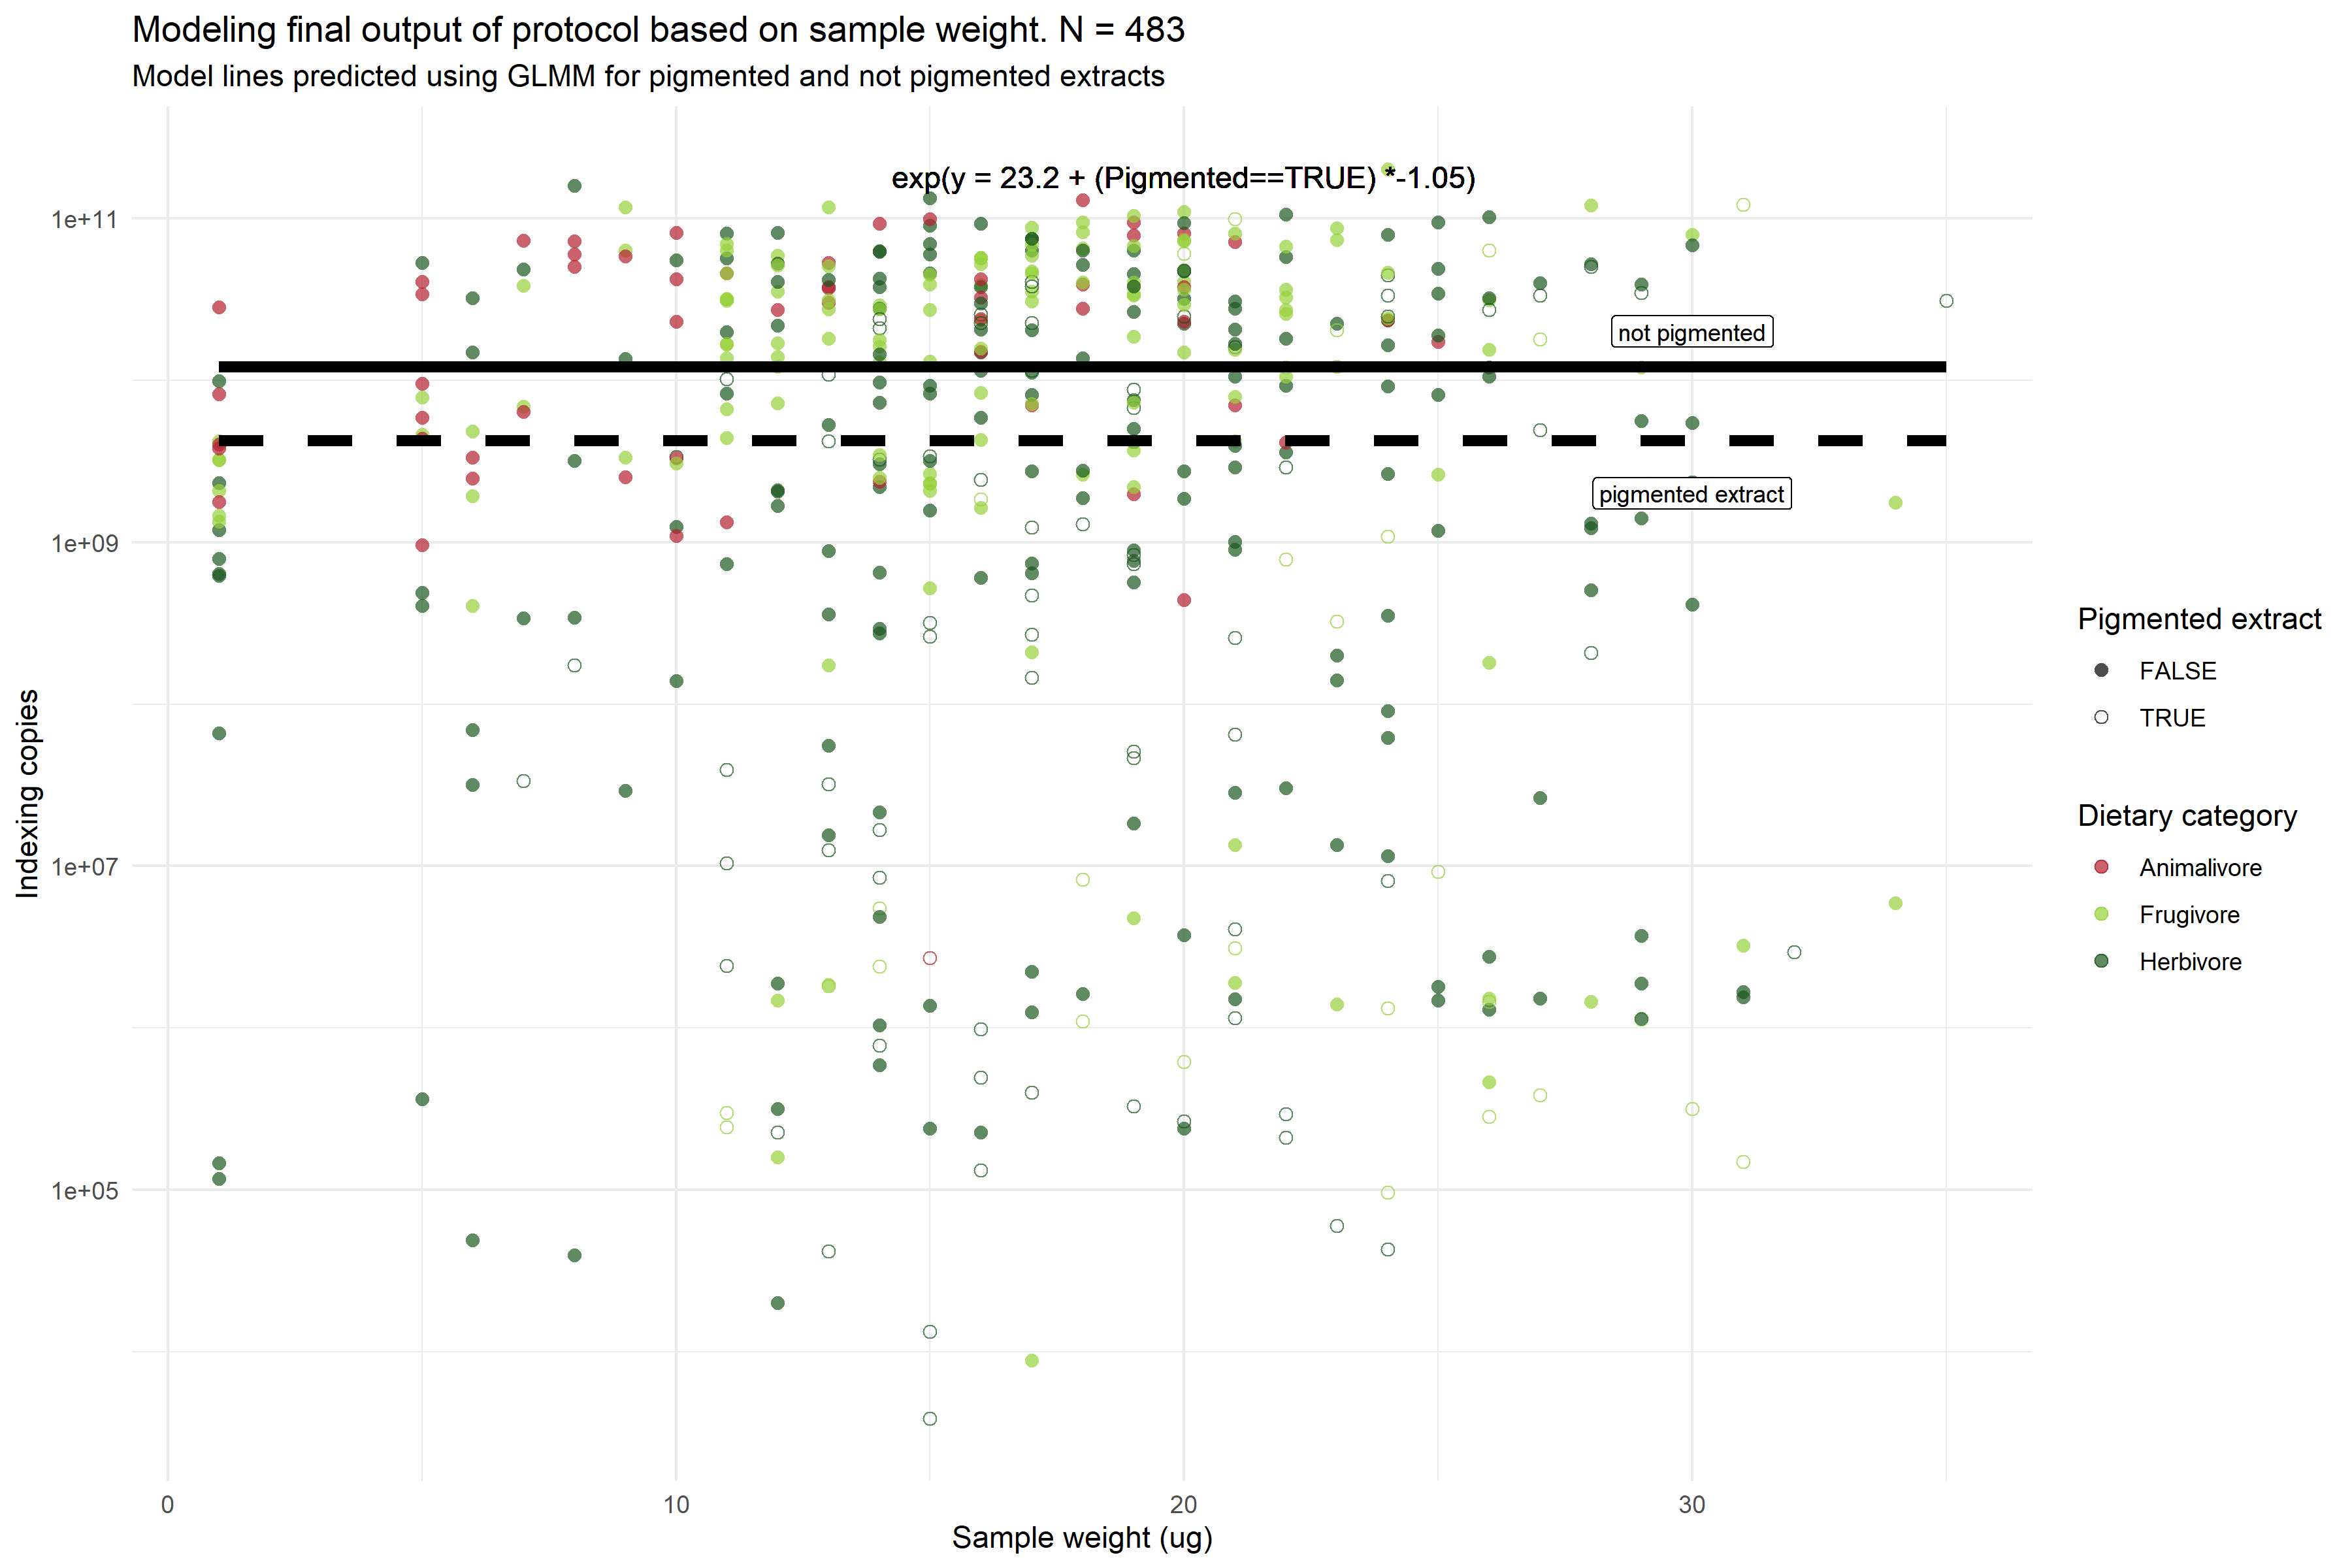 Modeling final output of protocol based on sample weight. N = 483
Model lines predicted using GLMM for pigmented and not pigmented extracts
exp(y = 23.2 + (Pigmented==TRUE) *-1.05)
1e+11
1e+09
1e+07
1e+05
not pigmented
pigmented extract
Indexing copies
0
10
20
30
Sample weight (ug)
Pigmented extract
FALSE
TRUE
Dietary category
Animalivore
Frugivore
Herbivore